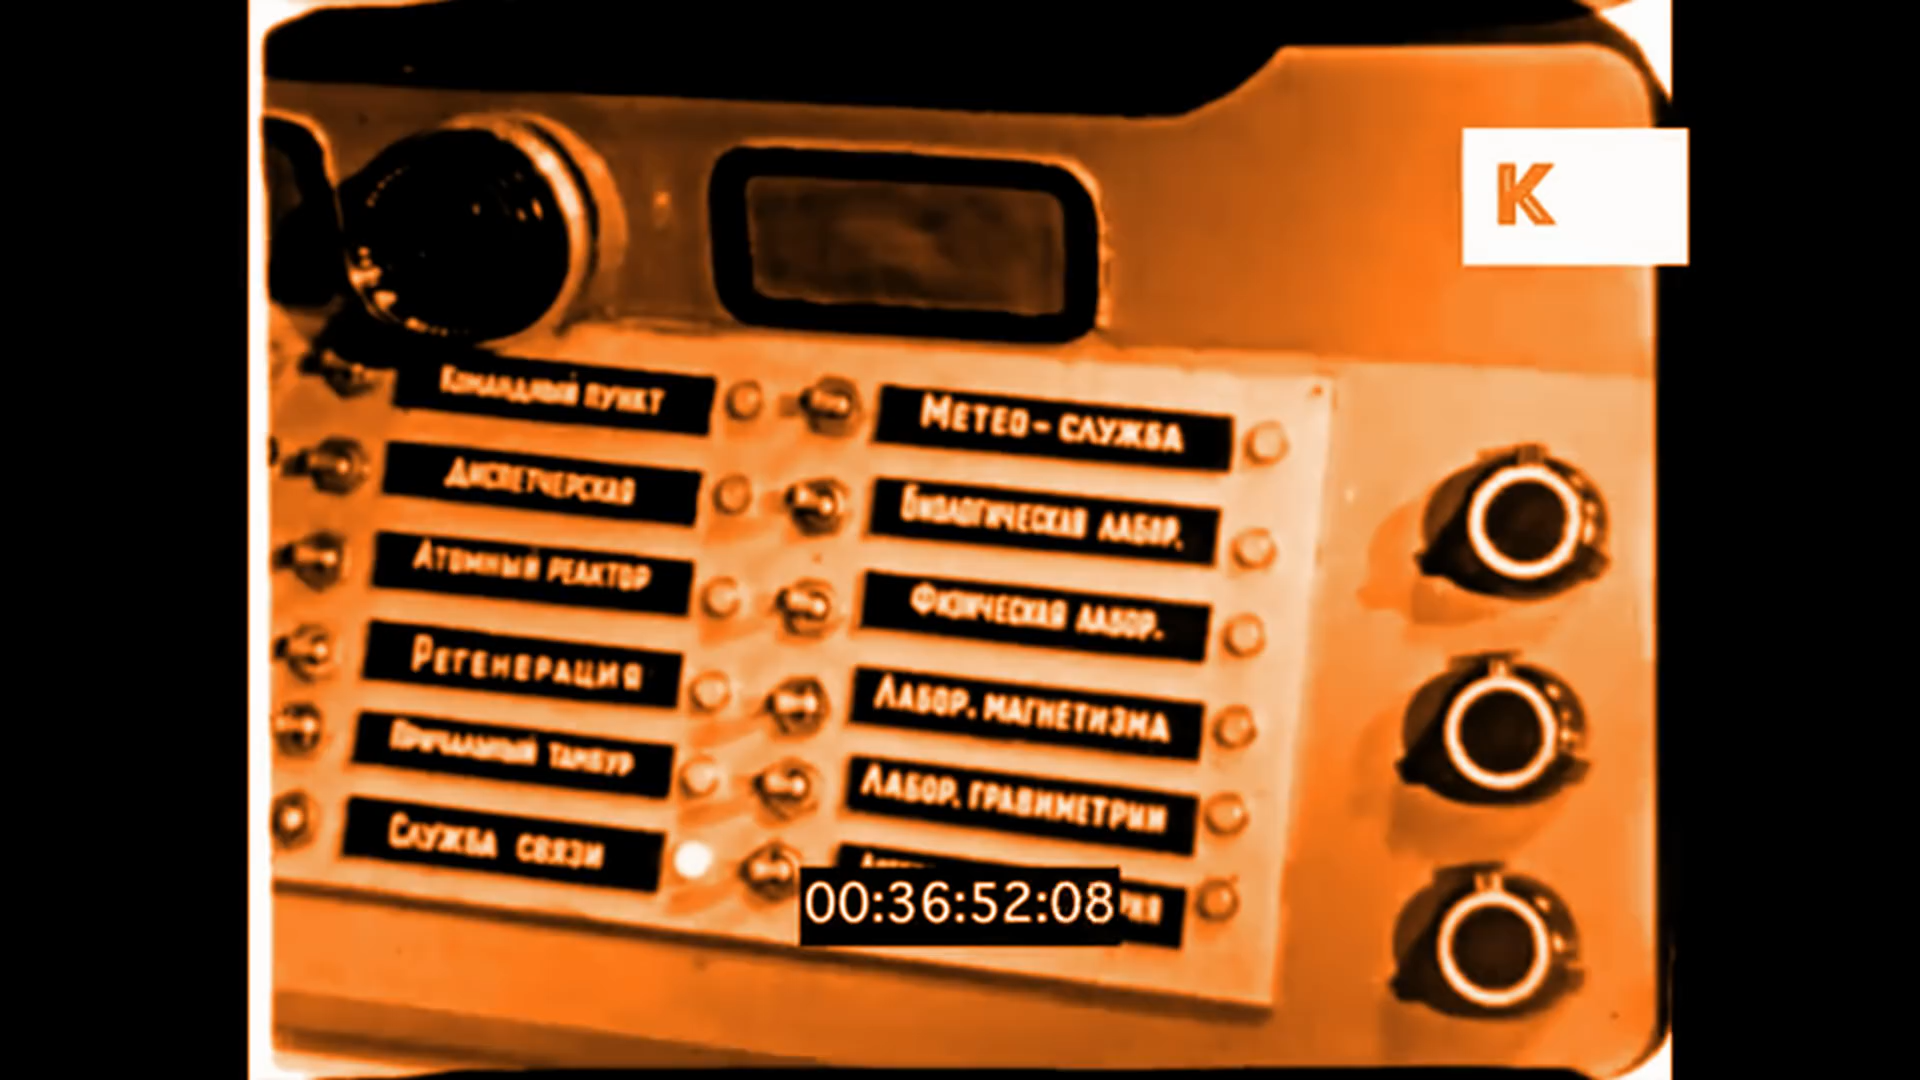 K
Командный пункт
Диспетчерская
Атомный реактор
Регенерация
Причальный тамбур
Служба связи
Метео-служба
Биологическая лабор.
Физическая лабор.
Лабор. магнетизма
Лабор. гравиметрии
00:36:52:08